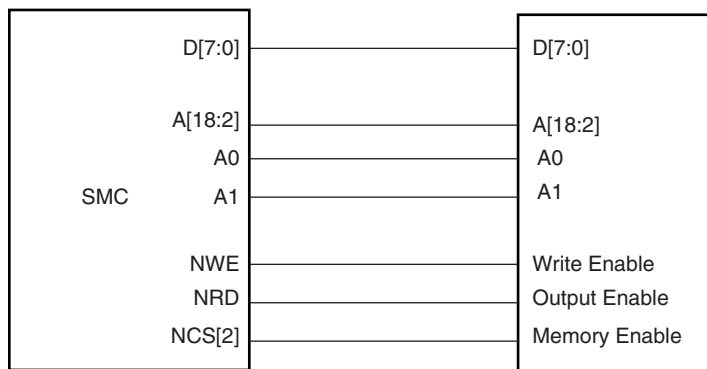 D[7:0] D[7:0]
A[18:2] A[18:2]
A0 A0
SMC A1 A1
NWE Write Enable
NRD Output Enable
NCS[2] Memory Enable